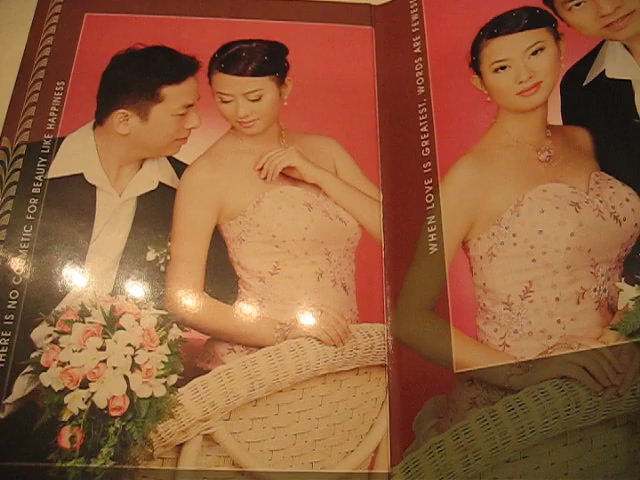 THERE IS NO COSMETIC FOR BEAUTY LIKE HAPPINESS
WHEN LOVE IS GREATEST, WORDS ARE FEWEST